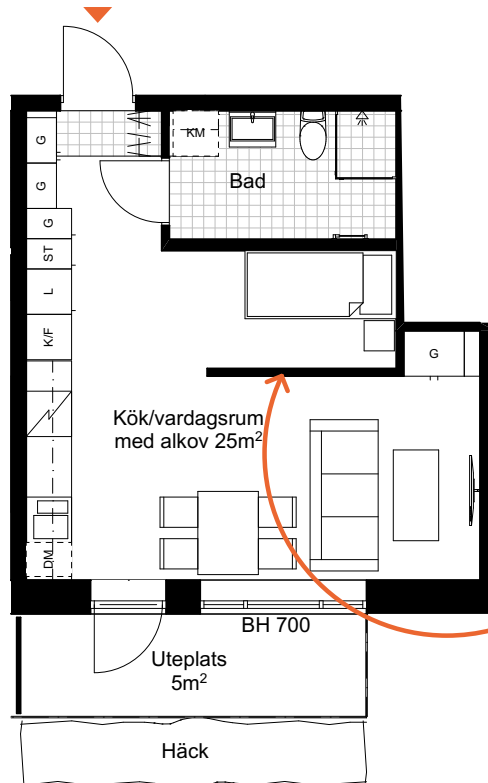 G
KM
G
Bad
G
ST
L
K/F
G
Kök/vardagsrum
med alkov 25m²
DM
BH 700
Uteplats
5m²
Häck